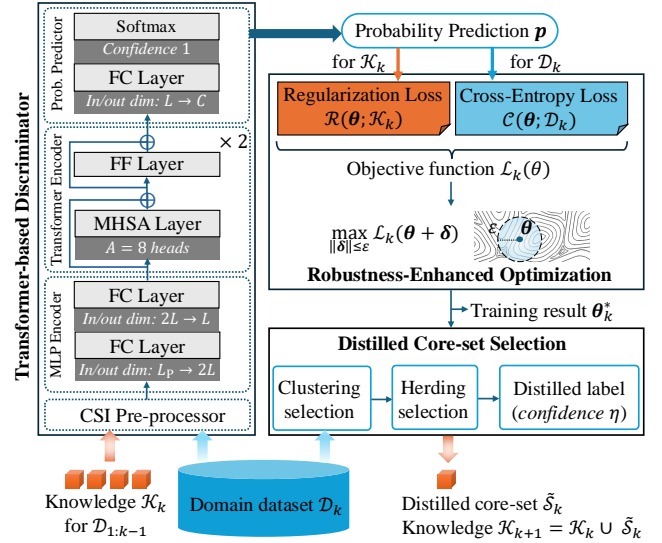 Transformer-based Discriminator
Prob. Predictor
Softmax
Confidence 1
FC Layer
In/out dim: L → C
Transformer Encoder
× 2
FF Layer
MHSA Layer
A = 8 heads
MLP Encoder
FC Layer
In/out dim: 2L → L
FC Layer
In/out dim: L_P → 2L
CSI Pre-processor
Knowledge 𝒦_k
for 𝒟_{1:k−1}
Domain dataset 𝒟_k
Probability Prediction 𝒑
for 𝒦_k
for 𝒟_k
Regularization Loss
ℛ(𝜽; 𝒦_k)
Cross-Entropy Loss
𝒞(𝜽; 𝒟_k)
Objective function ℒ_k(θ)
max ℒ_k(𝜽 + 𝜹)
‖𝜹‖≤ε
ε
𝜽
Robustness-Enhanced Optimization
Training result 𝜽*_k
Distilled Core-set Selection
Clustering
selection
Herding
selection
Distilled label
(confidence η)
Distilled core-set 𝒮̃_k
Knowledge 𝒦_{k+1} = 𝒦_k ∪ 𝒮̃_k